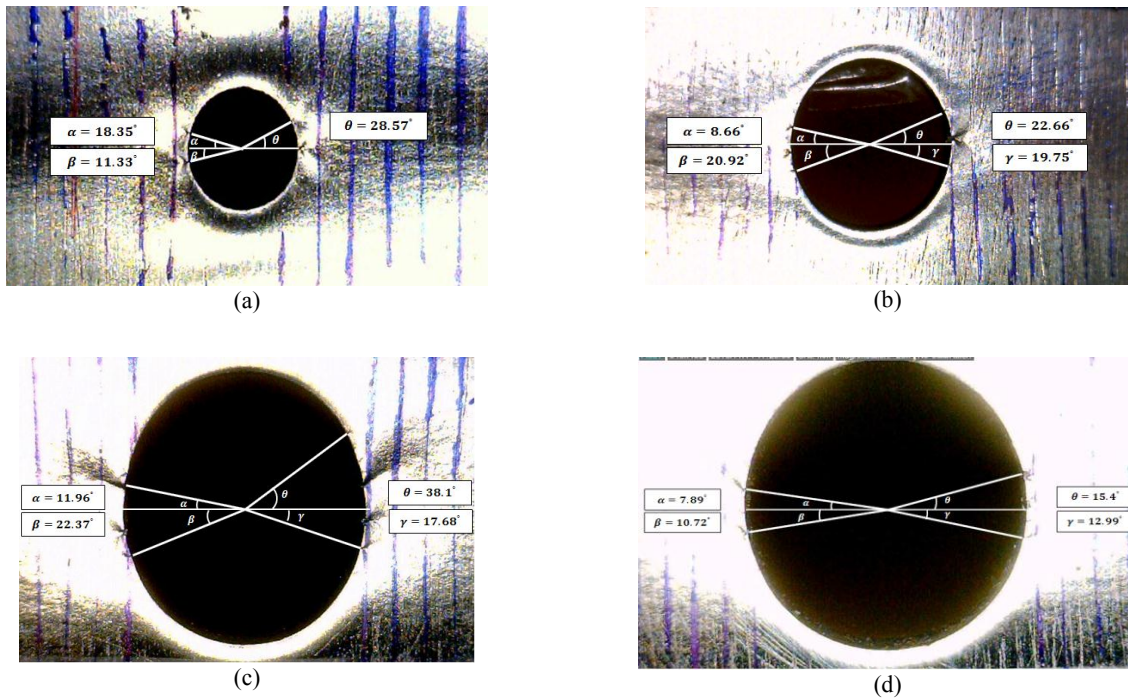 α = 18.35°
β = 11.33°
α
β
θ
θ = 28.57°
(a)
α = 8.66°
β = 20.92°
α
β
θ
γ
θ = 22.66°
γ = 19.75°
(b)
α = 11.96°
β = 22.37°
α
β
θ
γ
θ = 38.1°
γ = 17.68°
(c)
α = 7.89°
β = 10.72°
α
β
θ
γ
θ = 15.4°
γ = 12.99°
(d)